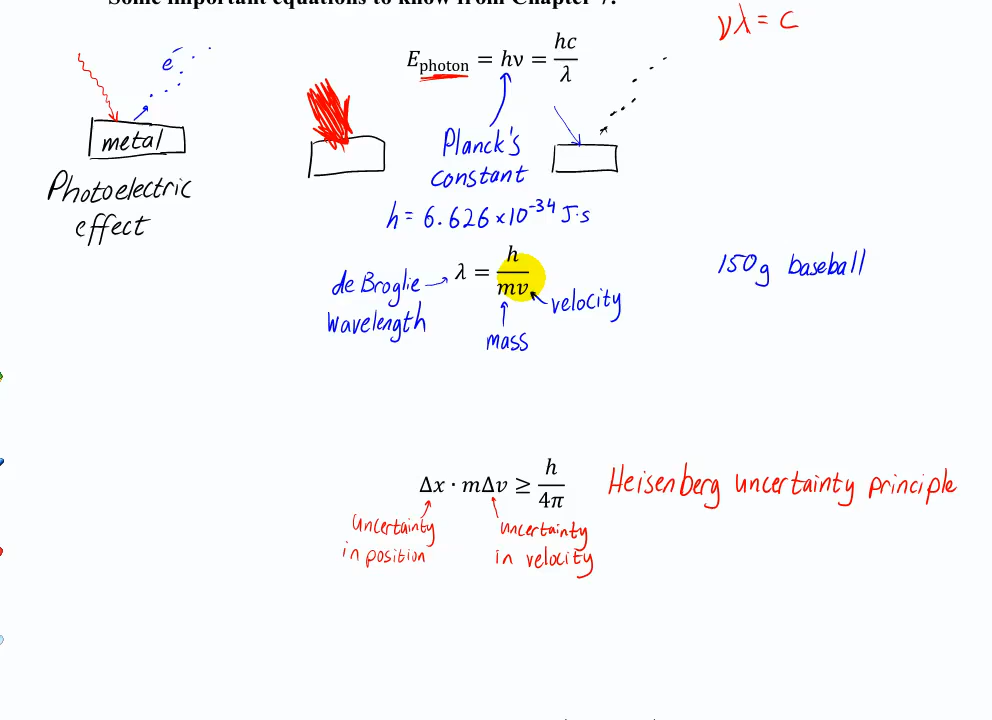 Some important equations to know from Chapter 7:
νλ = c
e⁻
E_photon = hν = hc/λ
metal
Planck's
constant
Photoelectric
effect
h = 6.626 × 10⁻³⁴ J·s
150g baseball
de Broglie → λ = h/mv
wavelength
velocity
mass
Δx · mΔv ≥ h/4π Heisenberg uncertainty principle
Uncertainty
in position
uncertainty
in velocity